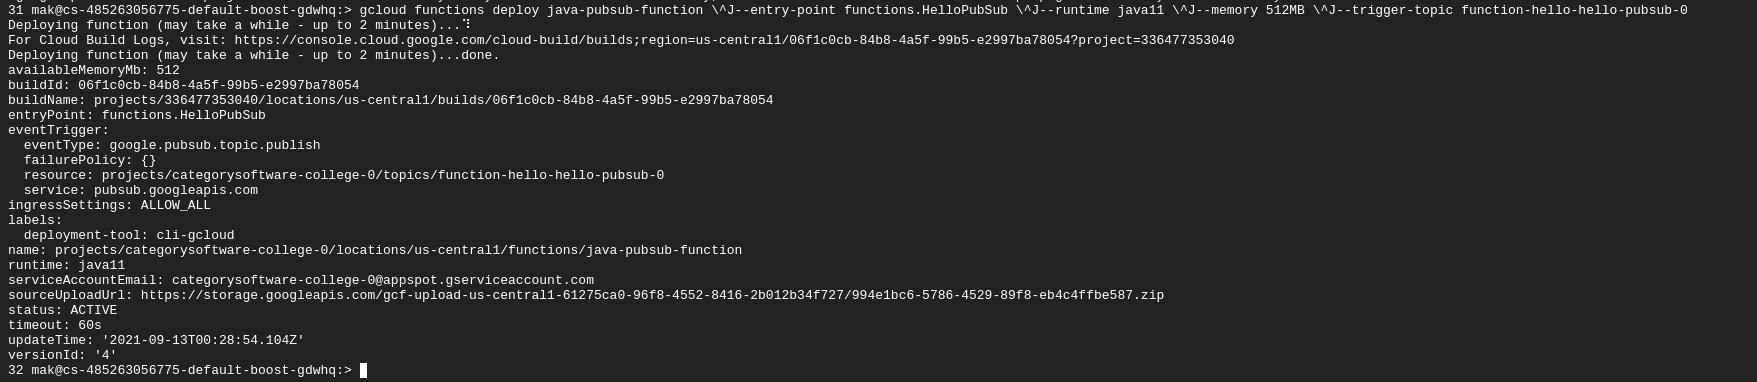 31 mak@cs-485263056775-default-boost-gdwhq:> gcloud functions deploy java-pubsub-function \^J--entry-point functions.HelloPubSub \^J--runtime java11 \^J--memory 512MB \^J--trigger-topic function-hello-hello-pubsub-0
Deploying function (may take a while - up to 2 minutes)...⠹
For Cloud Build Logs, visit: https://console.cloud.google.com/cloud-build/builds;region=us-central1/06f1c0cb-84b8-4a5f-99b5-e2997ba78054?project=336477353040
Deploying function (may take a while - up to 2 minutes)...done.
availableMemoryMb: 512
buildId: 06f1c0cb-84b8-4a5f-99b5-e2997ba78054
buildName: projects/336477353040/locations/us-central1/builds/06f1c0cb-84b8-4a5f-99b5-e2997ba78054
entryPoint: functions.HelloPubSub
eventTrigger:
  eventType: google.pubsub.topic.publish
  failurePolicy: {}
  resource: projects/categorysoftware-college-0/topics/function-hello-hello-pubsub-0
  service: pubsub.googleapis.com
ingressSettings: ALLOW_ALL
labels:
  deployment-tool: cli-gcloud
name: projects/categorysoftware-college-0/locations/us-central1/functions/java-pubsub-function
runtime: java11
serviceAccountEmail: categorysoftware-college-0@appspot.gserviceaccount.com
sourceUploadUrl: https://storage.googleapis.com/gcf-upload-us-central1-61275ca0-96f8-4552-8416-2b012b34f727/994e1bc6-5786-4529-89f8-eb4c4ffbe587.zip
status: ACTIVE
timeout: 60s
updateTime: '2021-09-13T00:28:54.104Z'
versionId: '4'
32 mak@cs-485263056775-default-boost-gdwhq:>